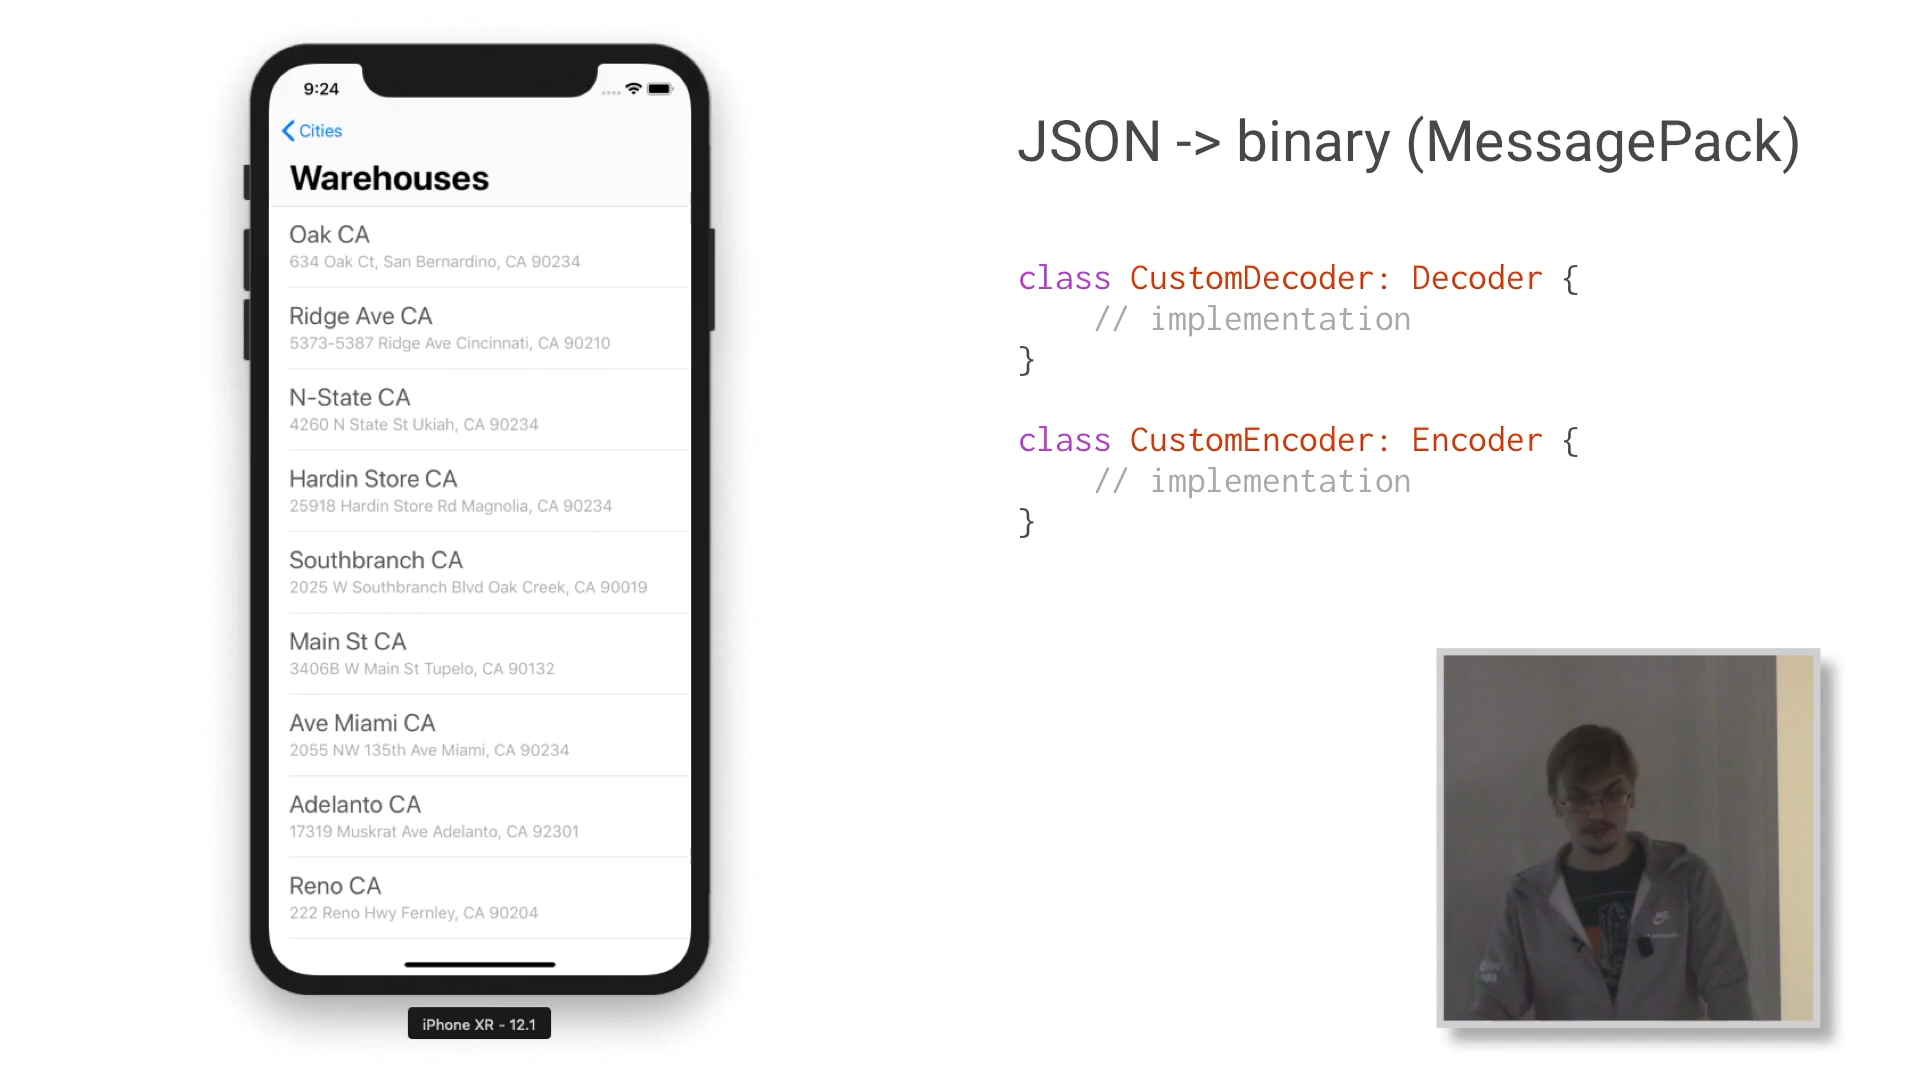 9:24
Cities
Warehouses
Oak CA
634 Oak Ct, San Bernardino, CA 90234
Ridge Ave CA
5373-5387 Ridge Ave Cincinnati, CA 90210
N-State CA
4260 N State St Ukiah, CA 90234
Hardin Store CA
25918 Hardin Store Rd Magnolia, CA 90234
Southbranch CA
2025 W Southbranch Blvd Oak Creek, CA 90019
Main St CA
3406B W Main St Tupelo, CA 90132
Ave Miami CA
2055 NW 135th Ave Miami, CA 90234
Adelanto CA
17319 Muskrat Ave Adelanto, CA 92301
Reno CA
222 Reno Hwy Fernley, CA 90204
iPhone XR - 12.1
JSON -> binary (MessagePack)
class CustomDecoder: Decoder {
// implementation
}
class CustomEncoder: Encoder {
// implementation
}